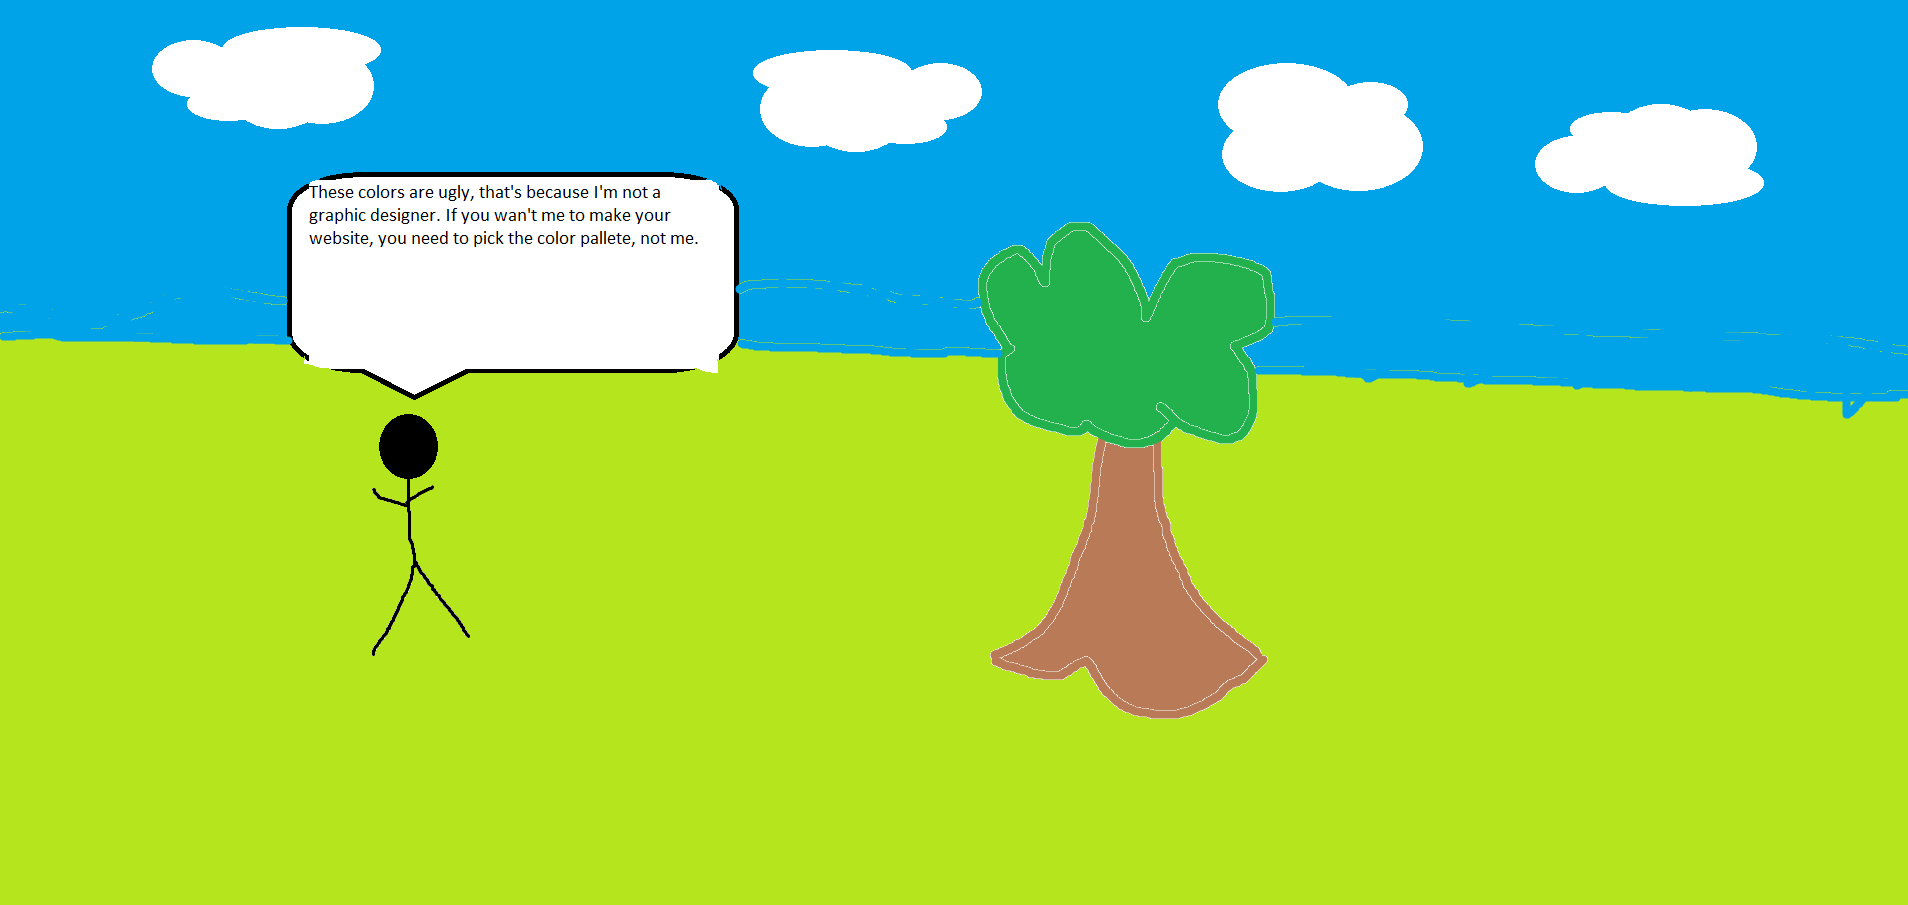 These colors are ugly, that's because I'm not a
graphic designer. If you wan't me to make your
website, you need to pick the color pallete, not me.